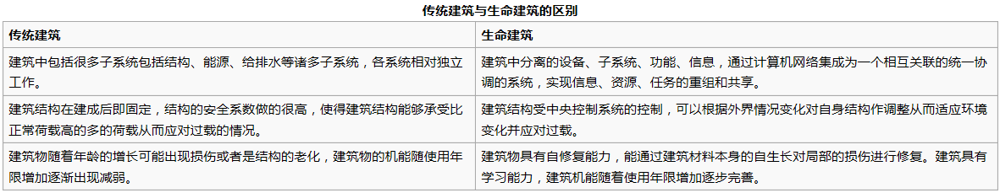 传统建筑与生命建筑的区别
传统建筑
生命建筑
建筑中包括很多子系统包括结构、能源、给排水等诸多子系统，各系统相对独立
工作。
建筑中分离的设备、子系统、功能、信息，通过计算机网络集成为一个相互关联的统一协
调的系统，实现信息、资源、任务的重组和共享。
建筑结构在建成后即固定，结构的安全系数做的很高，使得建筑结构能够承受比
正常荷载高的多的荷载从而应对过载的情况。
建筑结构受中央控制系统的控制，可以根据外界情况变化对自身结构作调整从而适应环境
变化并应对过载。
建筑物随着年龄的增长可能出现损伤或者是结构的老化，建筑物的机能随使用年
限增加逐渐出现减弱。
建筑物具有自修复能力，能通过建筑材料本身的自生长对局部的损伤进行修复。建筑具有
学习能力，建筑机能随着使用年限增加逐步完善。